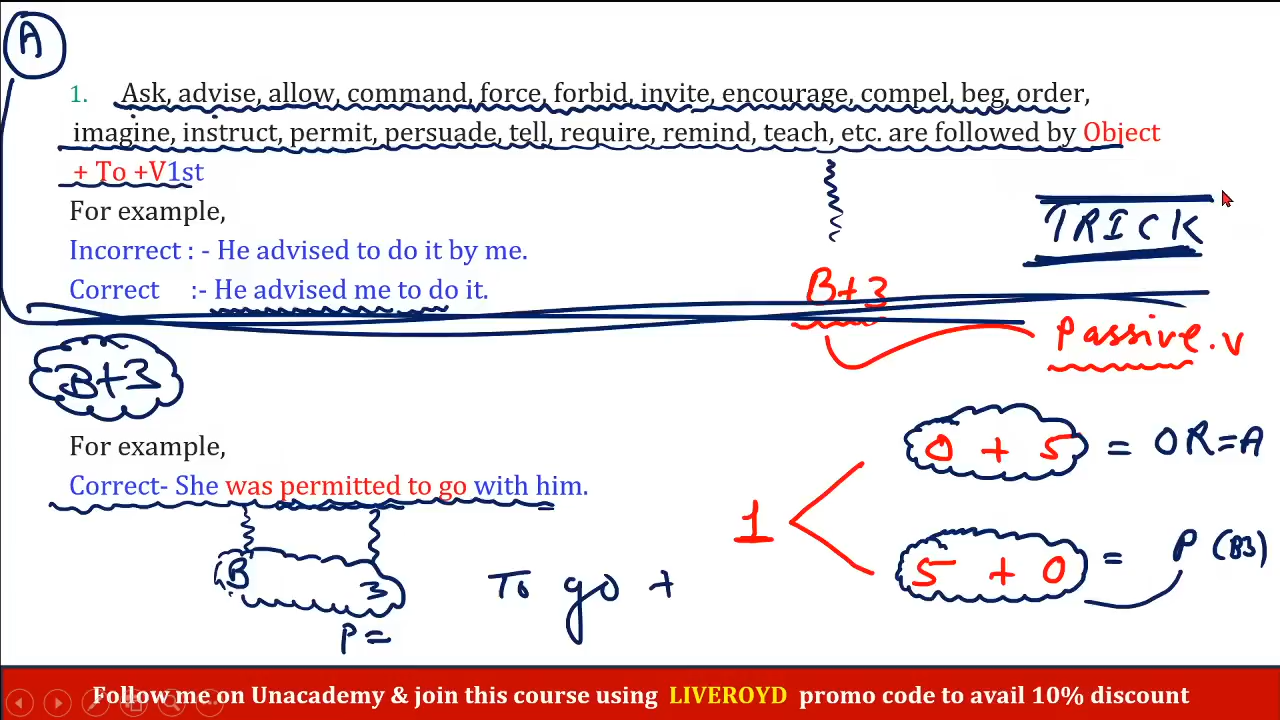 A
1. Ask, advise, allow, command, force, forbid, invite, encourage, compel, beg, order,
imagine, instruct, permit, persuade, tell, require, remind, teach, etc. are followed by Object
+ To +V1st
For example,
TRICK
Incorrect : - He advised to do it by me.
Correct :- He advised me to do it.
B+3
Passive.v
B+3
For example,
0 + 5 = OR=A
Correct- She was permitted to go with him.
1
5 + 0 = P (B3)
B 3
To go +
P=
Follow me on Unacademy & join this course using LIVEROYD promo code to avail 10% discount